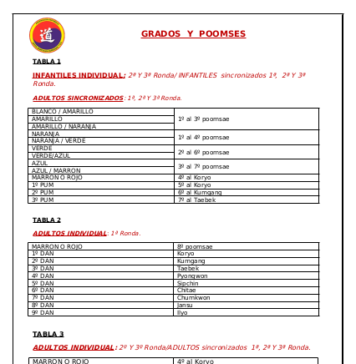 道
GRADOS Y POOMSES
TABLA 1
INFANTILES INDIVIDUAL: 2ª Y 3ª Ronda/ INFANTILES sincronizados 1ª, 2ª Y 3ª
Ronda.
ADULTOS SINCRONIZADOS: 1ª, 2ª Y 3ª Ronda.
BLANCO / AMARILLO
AMARILLO 1º al 3º poomsae
AMARILLO / NARANJA
NARANJA 1º al 4º poomsae
NARANJA / VERDE
VERDE 2º al 6º poomsae
VERDE/AZUL
AZUL 3º al 7º poomsae
AZUL / MARRON
MARRON O ROJO 4º al Koryo
1º PUM 5º al Koryo
2º PUM 6º al Kumgang
3º PUM 7º al Taebek
TABLA 2
ADULTOS INDIVIDUAL: 1ª Ronda.
MARRON O ROJO 8º poomsae
1º DAN Koryo
2º DAN Kumgang
3º DAN Taebek
4º DAN Pyongwon
5º DAN Sipchin
6º DAN Chitae
7º DAN Chumkwon
8º DAN Jansu
9º DAN Ilyo
TABLA 3
ADULTOS INDIVIDUAL: 2ª Y 3ª Ronda/ADULTOS sincronizados 1ª, 2ª Y 3ª Ronda.
MARRON O ROJO 4º al Koryo